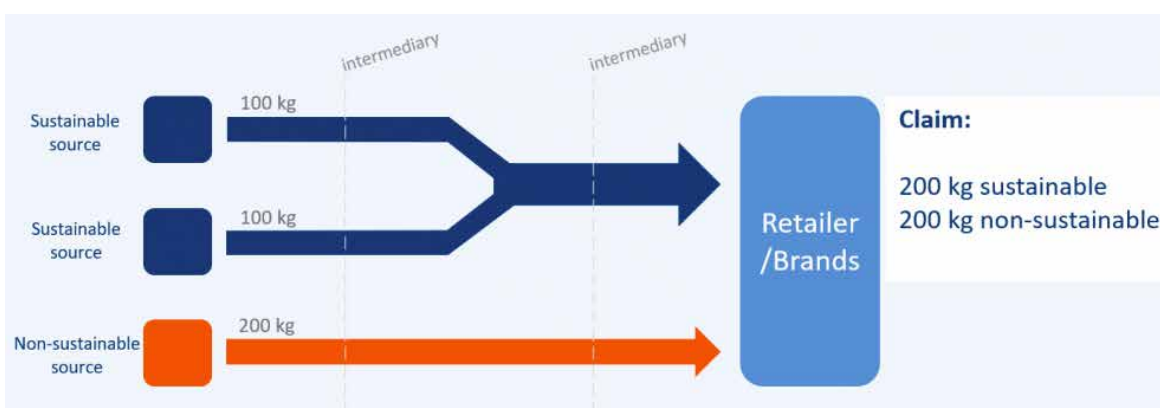 intermediary
intermediary
Sustainable
source
100 kg
Sustainable
source
100 kg
Non-sustainable
source
200 kg
Retailer
/Brands
Claim:
200 kg sustainable
200 kg non-sustainable